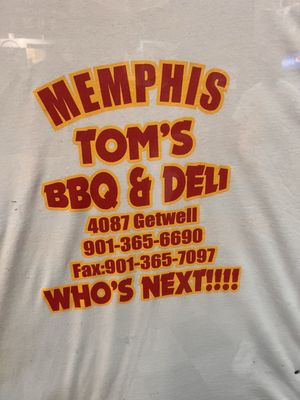 MEMPHIS
TOM'S
BBQ & DELI
4087 Getwell
901-365-6690
Fax:901-365-7097
WHO'S NEXT!!!!